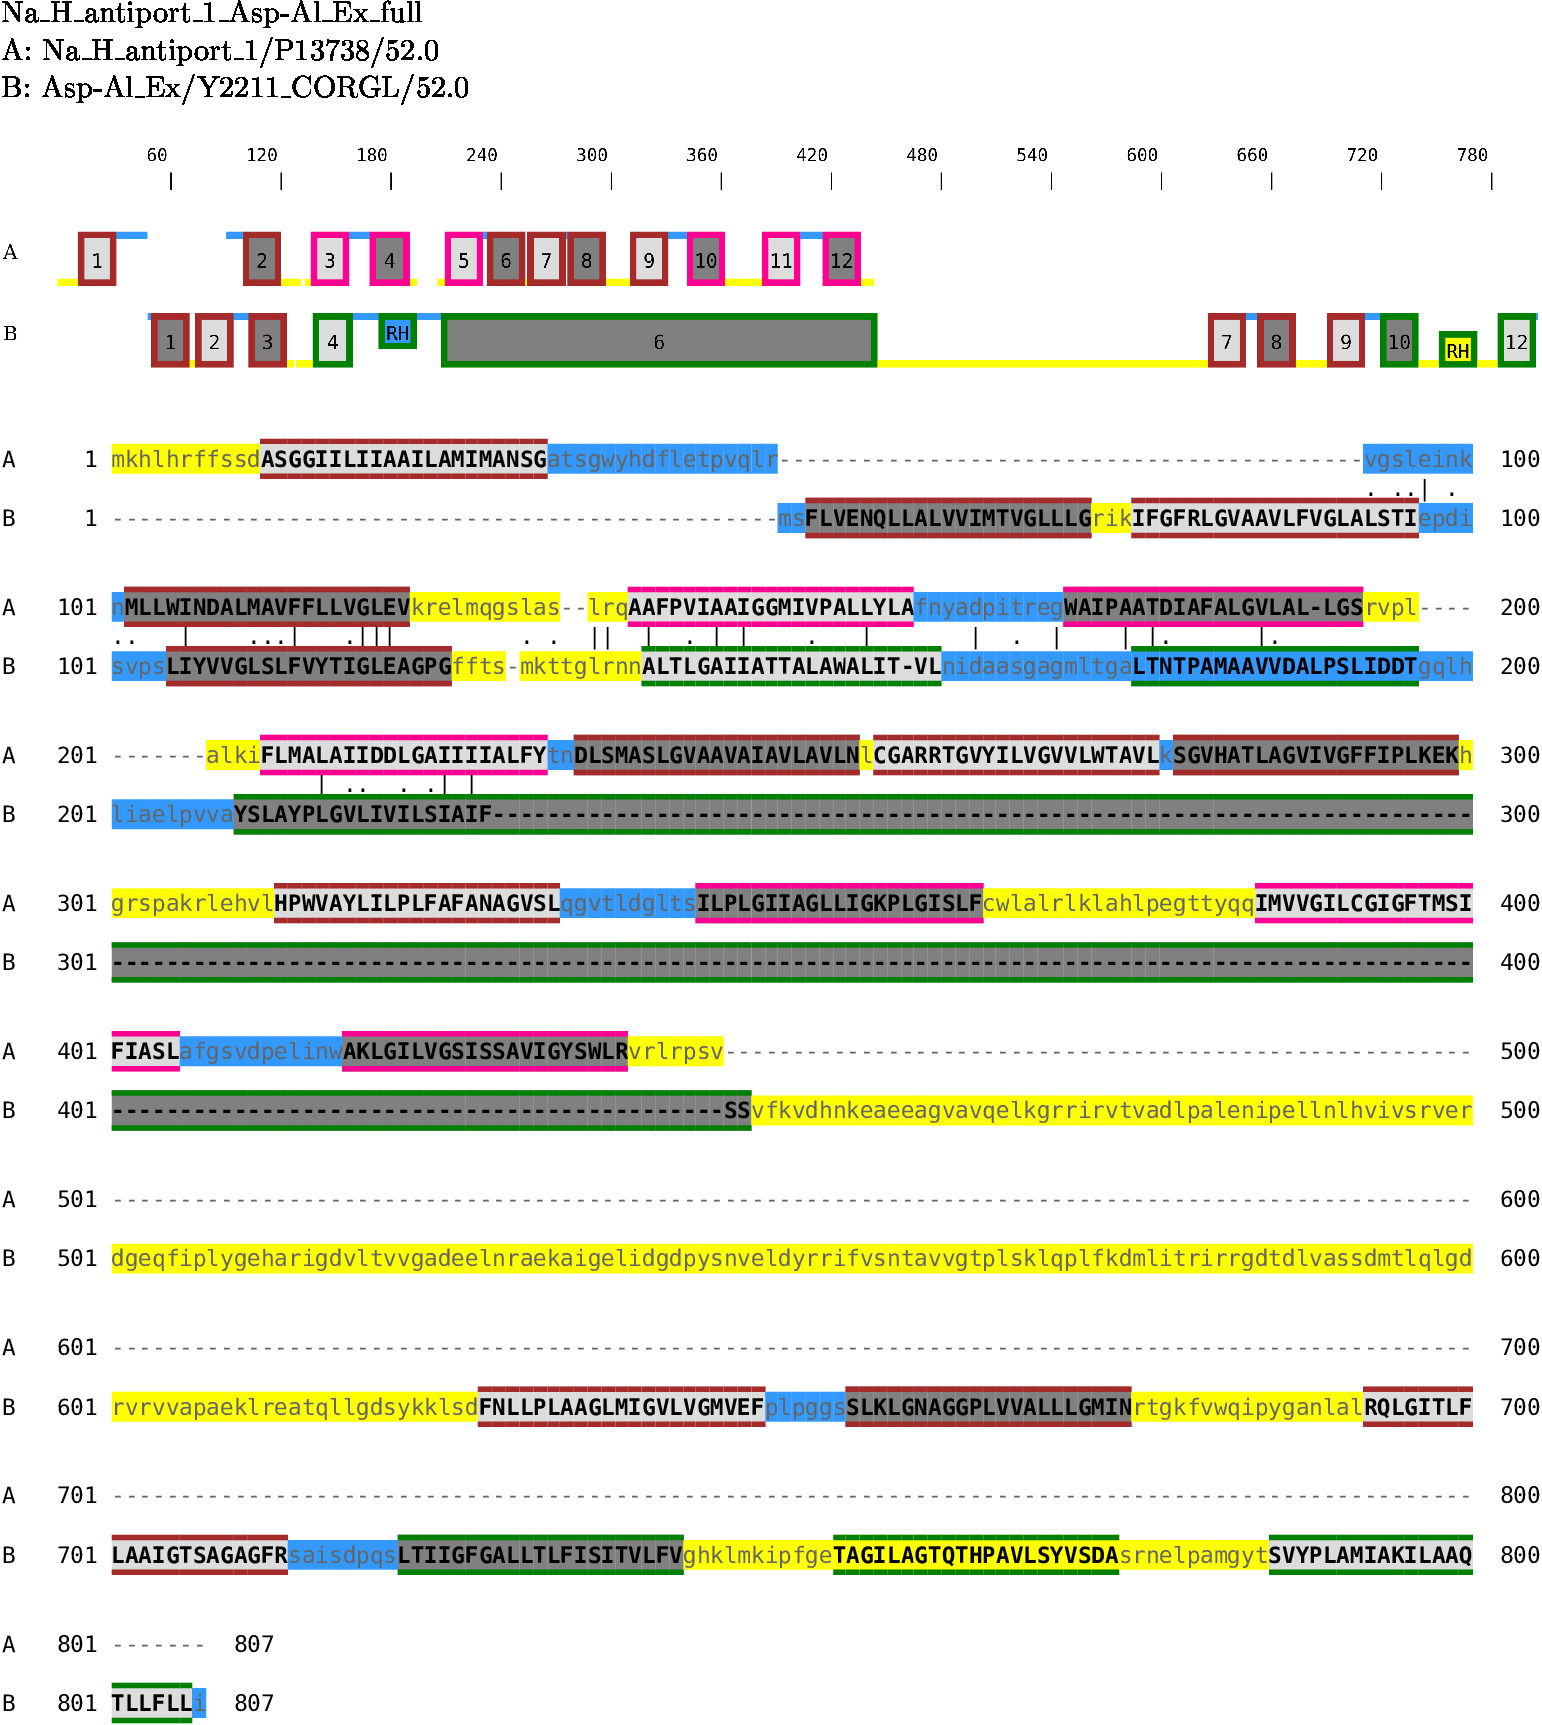 Na_H_antiport_1_Asp-Al_Ex_full
A: Na_H_antiport_1/P13738/52.0
B: Asp-Al_Ex/Y2211_CORGL/52.0
60 120 180 240 300 360 420 480 540 600 660 720 780
A 1 2 3 4 5 6 7 8 9 10 11 12
B 1 2 3 4 RH 6 7 8 9 10 RH 12
A 1 mkhlhrffssdASGGIILIIAAILAMIMANSGatsgwyhdfletpvqlr-------------------------------------------vgsleink 100
B 1 -------------------------------------------------msFLVENQLLALVVIMTVGLLLGrikIFGFRLGVAAVLFVGLALSTIepdi 100
A 101 nMLLWINDALMAVFFLLVGLEVkrelmqgslas--lrqAAFPVIAAIGGMIVPALLYLAfnyadpitregWAIPAATDIAFALGVLAL-LGSrvpl---- 200
B 101 svpsLIYVVGLSLFVYTIGLEAGPGffts-mkttglrnnALTLGAIIATTALAWALIT-VLnidaasgagmltgaLTNTPAMAAVVDALPSLIDDTgqlh 200
A 201 -------alkiFLMALAIIDDLGAIIIIALFYtnDLSMASLGVAAVAIAVLAVLNlCGARRTGVYILVGVVLWTAVLkSGVHATLAGVIVGFFIPLKEKh 300
B 201 liaelpvvaYSLAYPLGVLIVILSIAIF------------------------------------------------------------------------ 300
A 301 grspakrlehvlHPWVAYLILPLFAFANAGVSLqgvtldgltsILPLGIIAGLLIGKPLGISLFcwlalrlklahlpegttyqqIMVVGILCGIGFTMSI 400
B 301 ---------------------------------------------------------------------------------------------------- 400
A 401 FIASLafgsvdpelinwAKLGILVGSISSAVIGYSWLRvrlrpsv------------------------------------------------------- 500
B 401 ---------------------------------------------SSvfkvdhnkeaeeagvavqelkgrrirvtvadlpalenipellnlhvivsrver 500
A 501 ---------------------------------------------------------------------------------------------------- 600
B 501 dgeqfiplygeharigdvltvvgadeelnraekaigelidgdpysnveldyrrifvsntavvgtplsklqplfkdmlitrirrgdtdlvassdmtlqlgd 600
A 601 ---------------------------------------------------------------------------------------------------- 700
B 601 rvrvvapaeklreatqllgdsykklsdFNLLPLAAGLMIGVLVGMVEFplpggsSLKLGNAGGPLVVALLLGMINrtgkfvwqipyganlalRQLGITLF 700
A 701 ---------------------------------------------------------------------------------------------------- 800
B 701 LAAIGTSAGAGFRsaisdpqsLTIIGFGALLTLFISITVLFVghklmkipfgeTAGILAGTQTHPAVLSYVSDAsrnelpamgytSVYPLAMIAKILAAQ 800
A 801 ------- 807
B 801 TLLFLLi 807